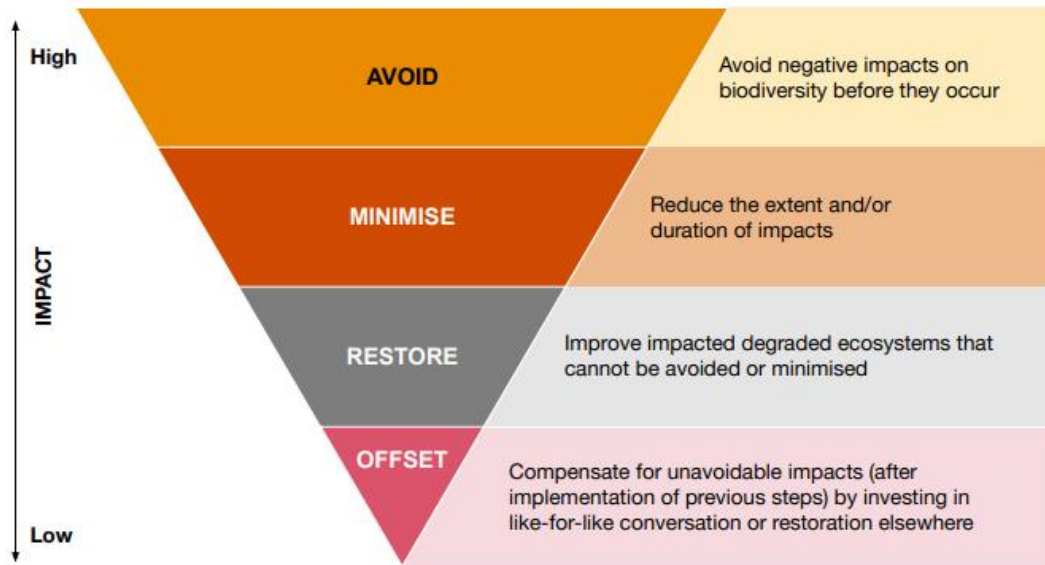 High
AVOID
Avoid negative impacts on
biodiversity before they occur
MINIMISE
Reduce the extent and/or
duration of impacts
IMPACT
RESTORE
Improve impacted degraded ecosystems that
cannot be avoided or minimised
OFFSET
Compensate for unavoidable impacts (after
implementation of previous steps) by investing in
like-for-like conversation or restoration elsewhere
Low